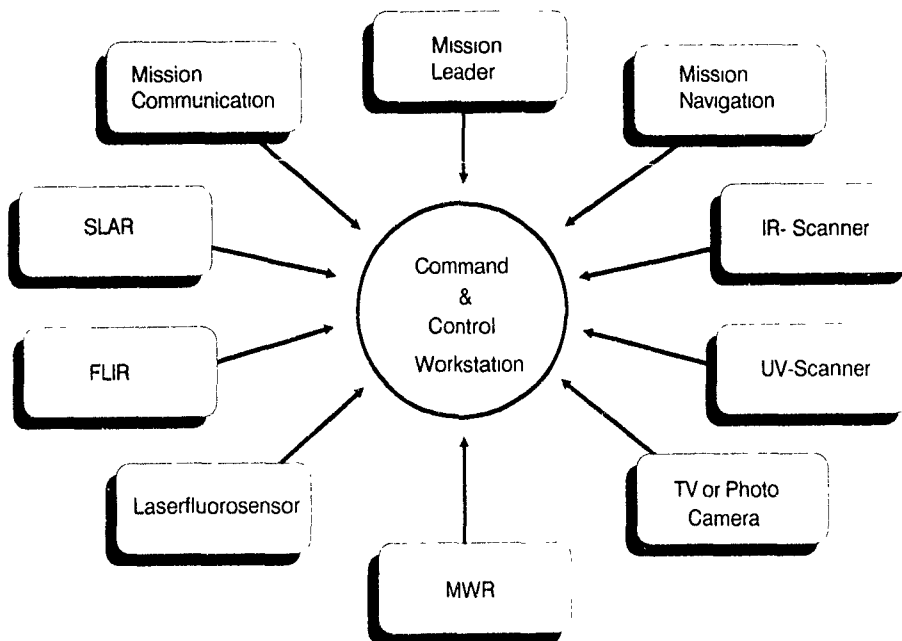 Mission
Communication
Mission
Leader
Mission
Navigation
SLAR
IR- Scanner
Command
&
Control
Workstation
FLIR
UV-Scanner
Laserfluorosensor
TV or Photo
Camera
MWR